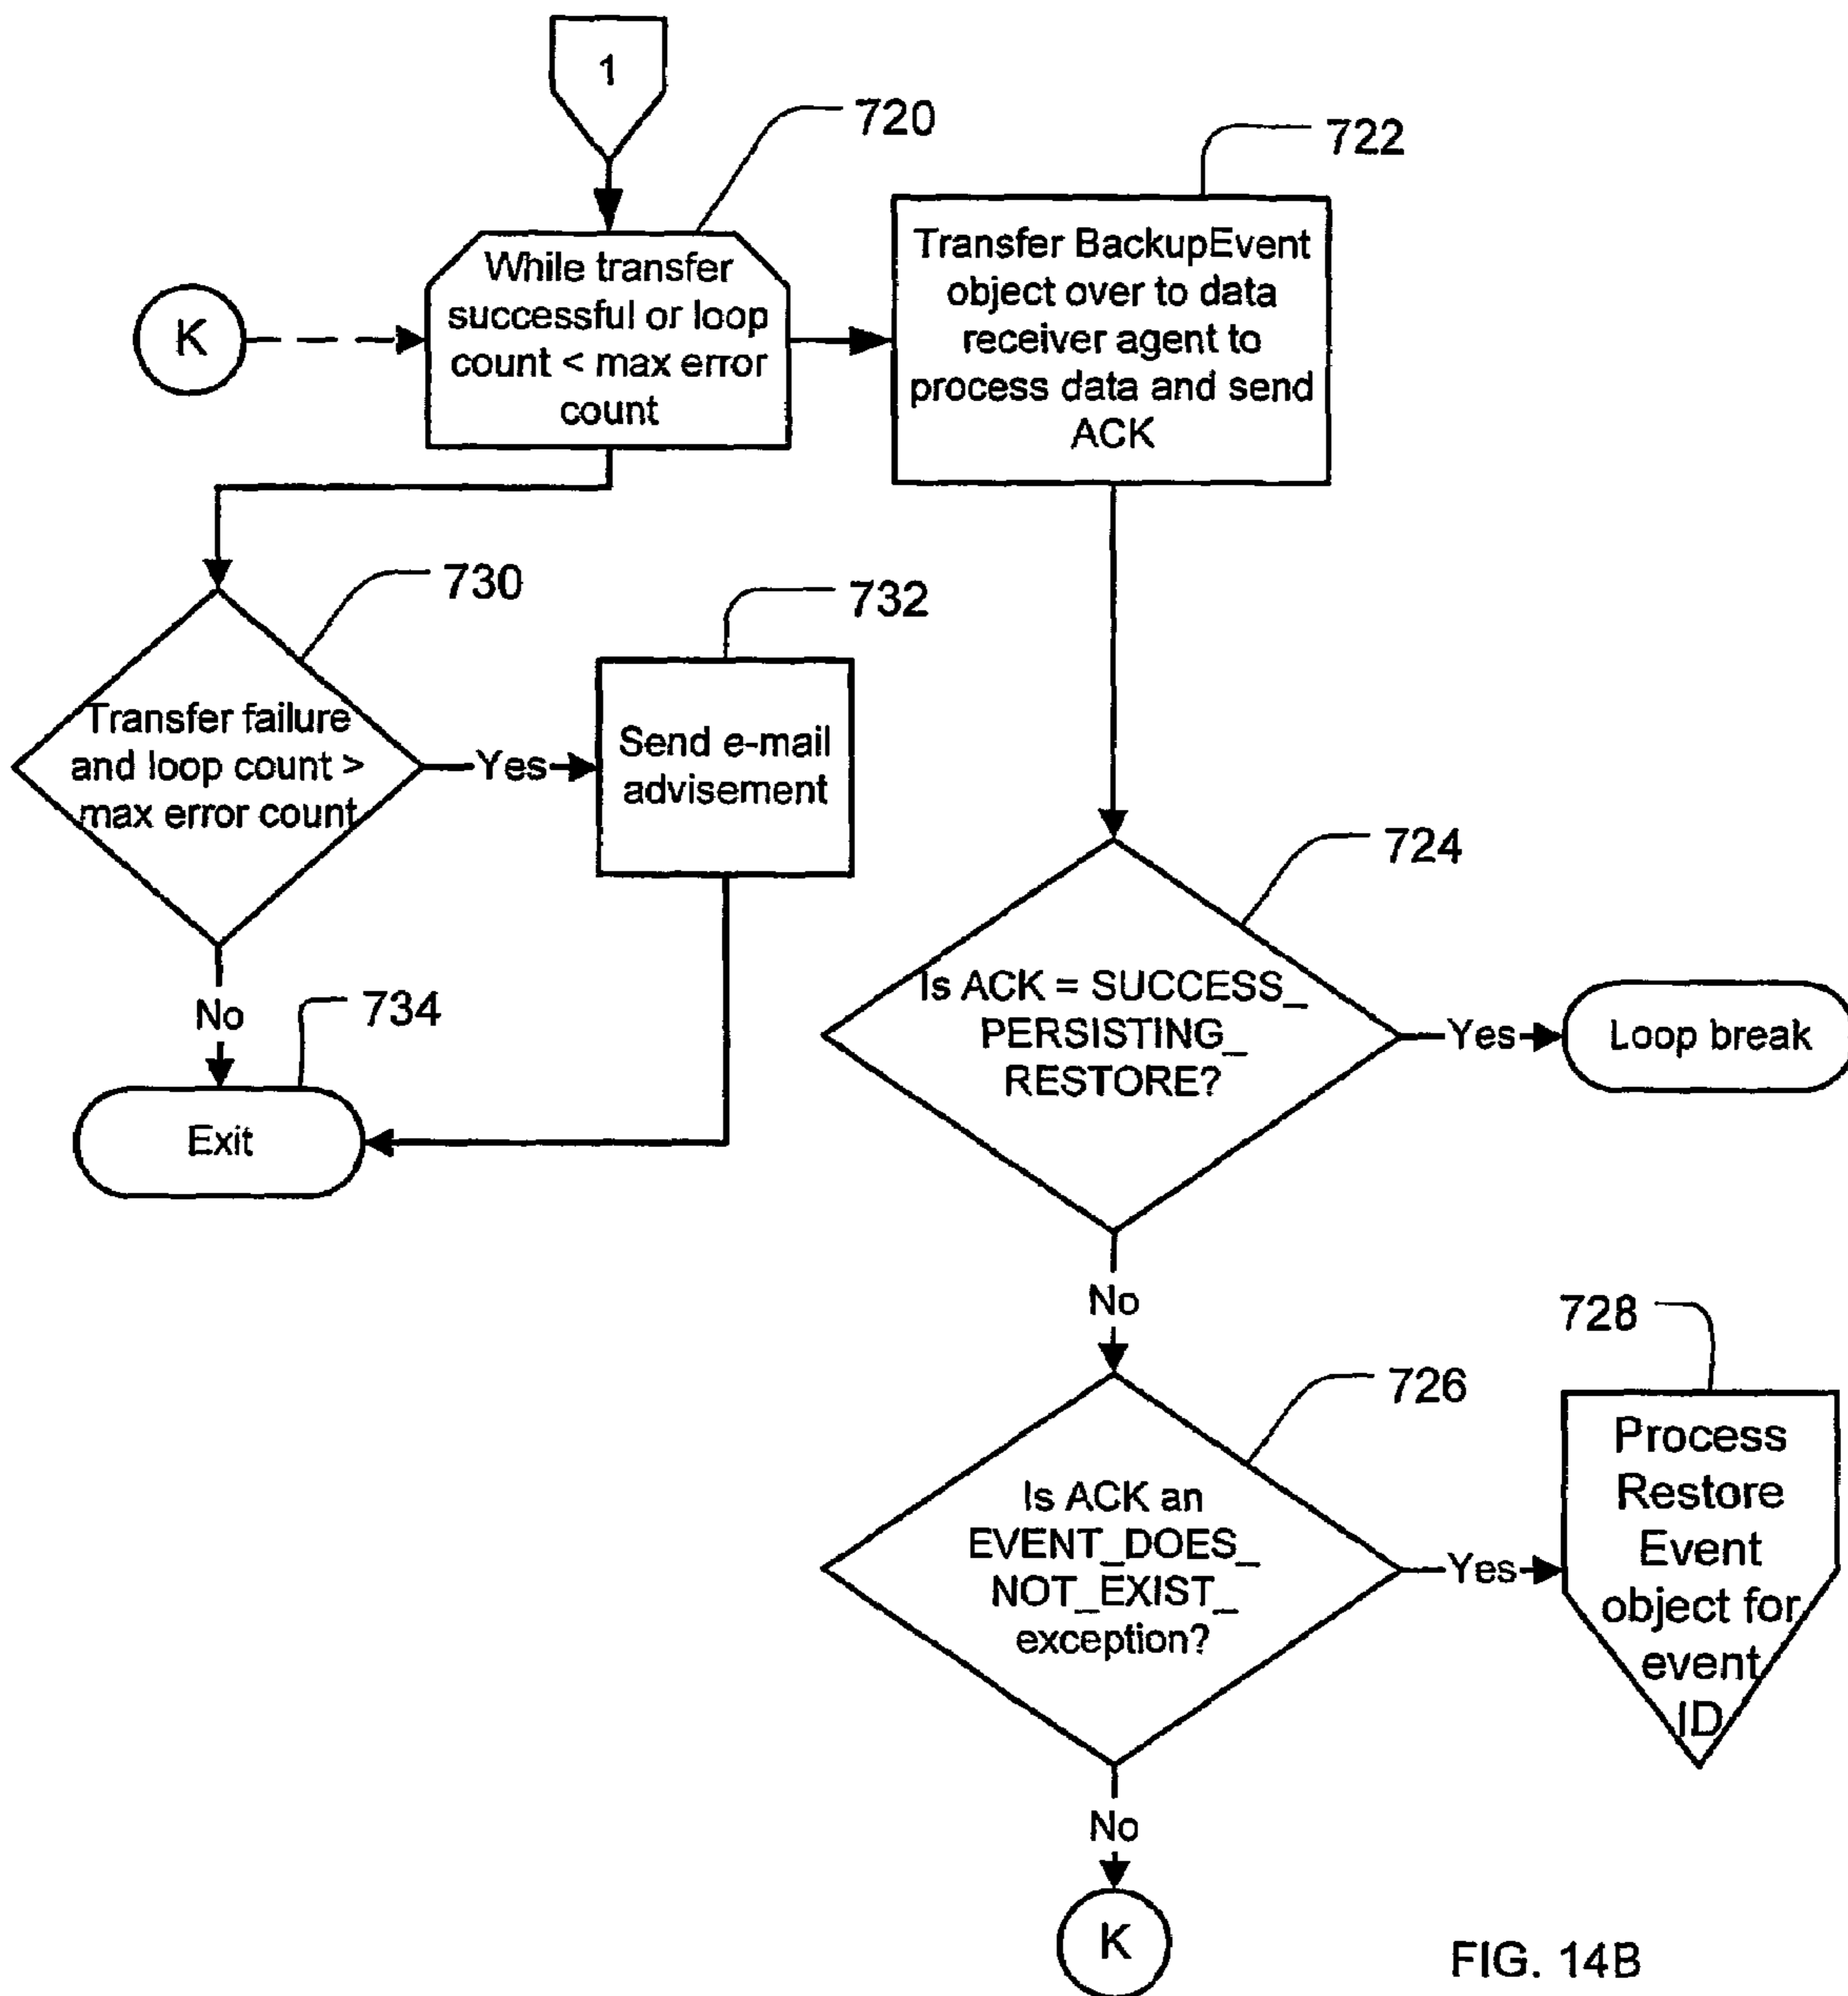 1
720
722
While transfer
successful or loop
count < max error
count
Transfer BackupEvent
object over to data
receiver agent to
process data and send
ACK
K
730
732
Transfer failure
and loop count >
max error count
Yes
Send e-mail
advisement
No
734
Exit
724
Is ACK = SUCCESS_
PERSISTING_
RESTORE?
Yes
Loop break
No
726
728
Is ACK an
EVENT_DOES_
NOT_EXIST_
exception?
Yes
Process
Restore
Event
object for
event
ID
No
K
FIG. 14B